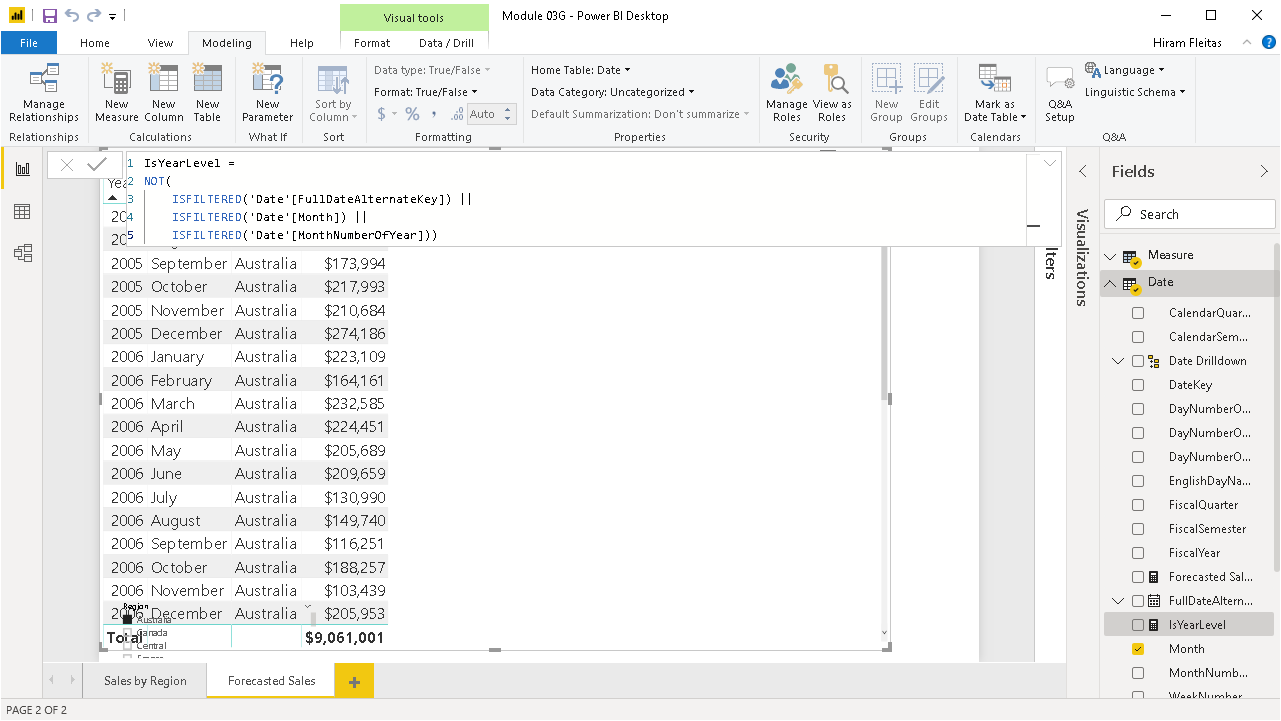 Visual tools
Module 03G - Power BI Desktop
File
Home
View
Modeling
Help
Format
Data / Drill
Hiram Fleitas
Manage Relationships
New Measure
New Column
New Table
New Parameter
Sort by Column
Data type: True/False
Format: True/False
$ % , .00 Auto
Home Table: Date
Data Category: Uncategorized
Default Summarization: Don't summarize
Manage Roles
View as Roles
New Group
Edit Groups
Mark as Date Table
Q&A Setup
Language
Linguistic Schema
Relationships
Calculations
What If
Sort
Formatting
Properties
Security
Groups
Calendars
Q&A
1 IsYearLevel =
2 NOT(
3 ISFILTERED('Date'[FullDateAlternateKey]) ||
4 ISFILTERED('Date'[Month]) ||
5 ISFILTERED('Date'[MonthNumberOfYear]))
2005 September Australia $173,994
2005 October Australia $217,993
2005 November Australia $210,684
2005 December Australia $274,186
2006 January Australia $223,109
2006 February Australia $164,161
2006 March Australia $232,585
2006 April Australia $224,451
2006 May Australia $205,689
2006 June Australia $209,659
2006 July Australia $130,990
2006 August Australia $149,740
2006 September Australia $116,251
2006 October Australia $188,257
2006 November Australia $103,439
2006 December Australia $205,953
Total $9,061,001
Region
Australia
Canada
Central
Visualizations
Fields
Search
Measure
Date
CalendarQuar...
CalendarSem...
Date Drilldown
DateKey
DayNumberO...
DayNumberO...
DayNumberO...
EnglishDayNa...
FiscalQuarter
FiscalSemester
FiscalYear
Forecasted Sal...
FullDateAltern...
IsYearLevel
Month
MonthNumb...
WeekNumber
Sales by Region
Forecasted Sales
PAGE 2 OF 2